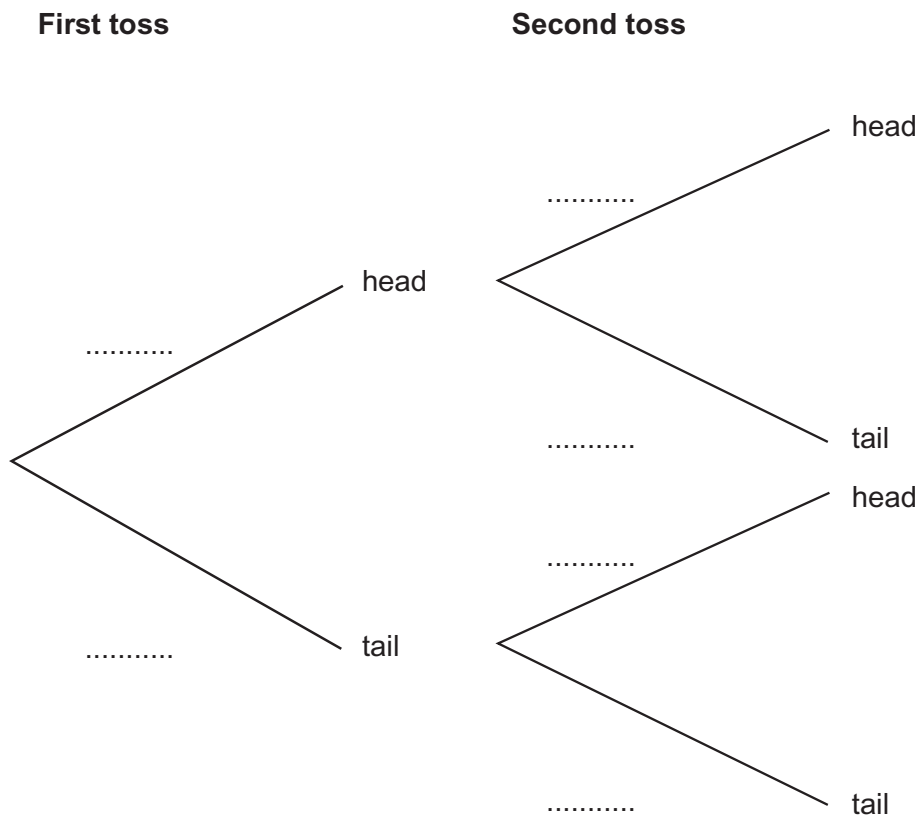 First toss Second toss
head
...........
head
...........
...........
tail
head
...........
tail
...........
...........
tail